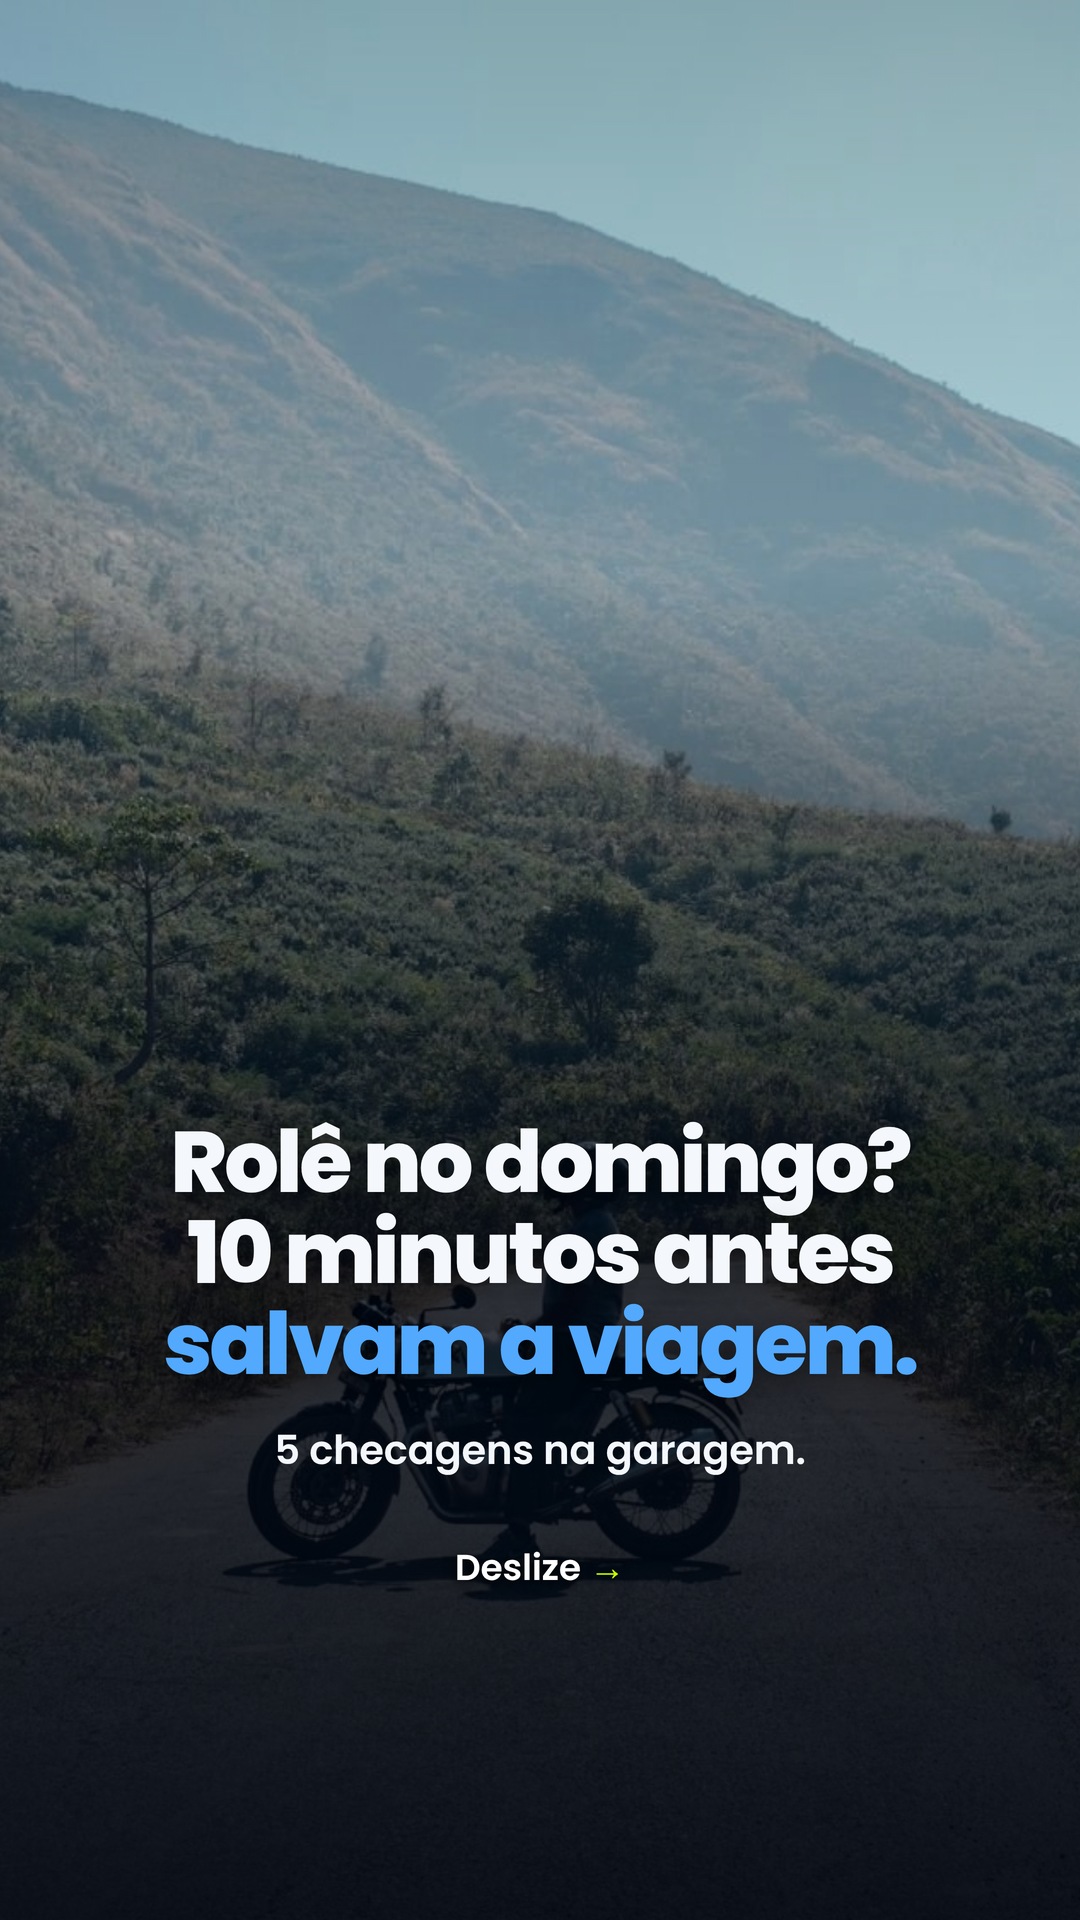 Rolê no domingo?
10 minutos antes
salvam a viagem.
5 checagens na garagem.
Deslize →